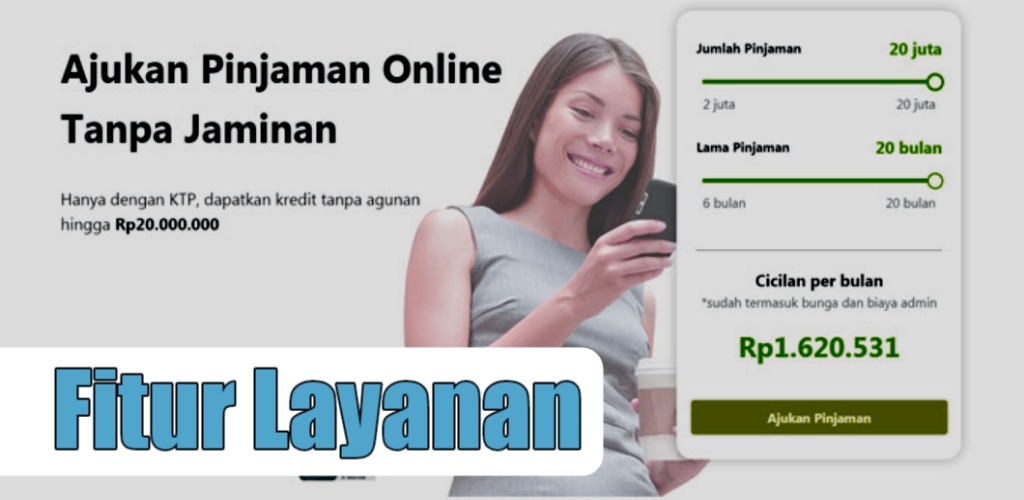 Ajukan Pinjaman Online
Tanpa Jaminan
Hanya dengan KTP, dapatkan kredit tanpa agunan
hingga Rp20.000.000
Fitur Layanan
Jumlah Pinjaman 20 juta
2 juta 20 juta
Lama Pinjaman 20 bulan
6 bulan 20 bulan
Cicilan per bulan
*sudah termasuk bunga dan biaya admin
Rp1.620.531
Ajukan Pinjaman